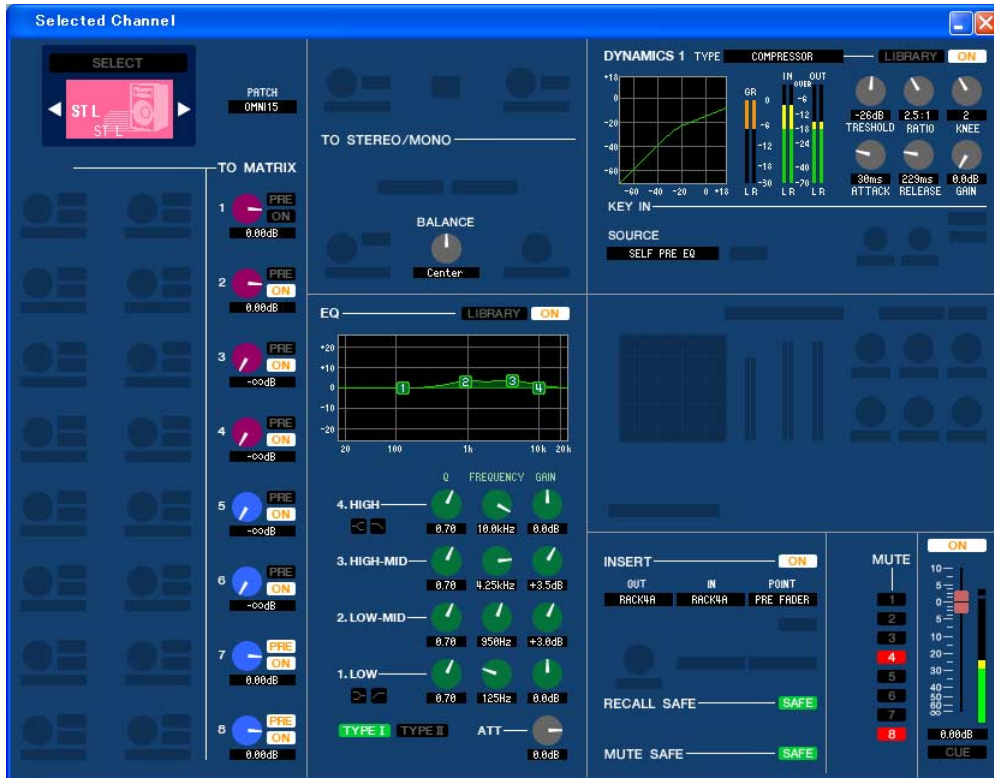 Selected Channel
SELECT
ST L
ST L
PATCH
OMNI15
TO MATRIX
1 PRE
ON
0.00dB
2 PRE
ON
0.00dB
3 PRE
ON
-∞dB
4 PRE
ON
-∞dB
5 PRE
ON
-∞dB
6 PRE
ON
-∞dB
7 PRE
ON
0.00dB
8 PRE
ON
0.00dB
TO STEREO/MONO
BALANCE
Center
EQ LIBRARY ON
+20
+10
0
-10
-20
1 2 3 4
20 100 1k 10k 20k
Q FREQUENCY GAIN
4.HIGH
0.70 10.0kHz 0.0dB
3.HIGH-MID
0.70 4.25kHz +3.5dB
2.LOW-MID
0.70 950Hz +3.0dB
1.LOW
0.70 125Hz 0.0dB
TYPE I TYPE II ATT
0.0dB
DYNAMICS 1 TYPE COMPRESSOR LIBRARY ON
+18
0
-20
-40
-60
-60 -40 -20 0 +18
GR
0
-6
-12
-18
-30
L R
IN OUT
OVER
-6
-12
-18
-24
-40
-70
L R L R
-26dB 2.5:1 2
TRESHOLD RATIO KNEE
30ms 229ms 0.0dB
ATTACK RELEASE GAIN
KEY IN
SOURCE
SELF PRE EQ
INSERT ON
OUT IN POINT
RACK4A RACK4A PRE FADER
RECALL SAFE SAFE
MUTE SAFE SAFE
MUTE
1
2
3
4
5
6
7
8
ON
10
5
0
5
10
20
30
40
50
60
∞
0.00dB
CUE